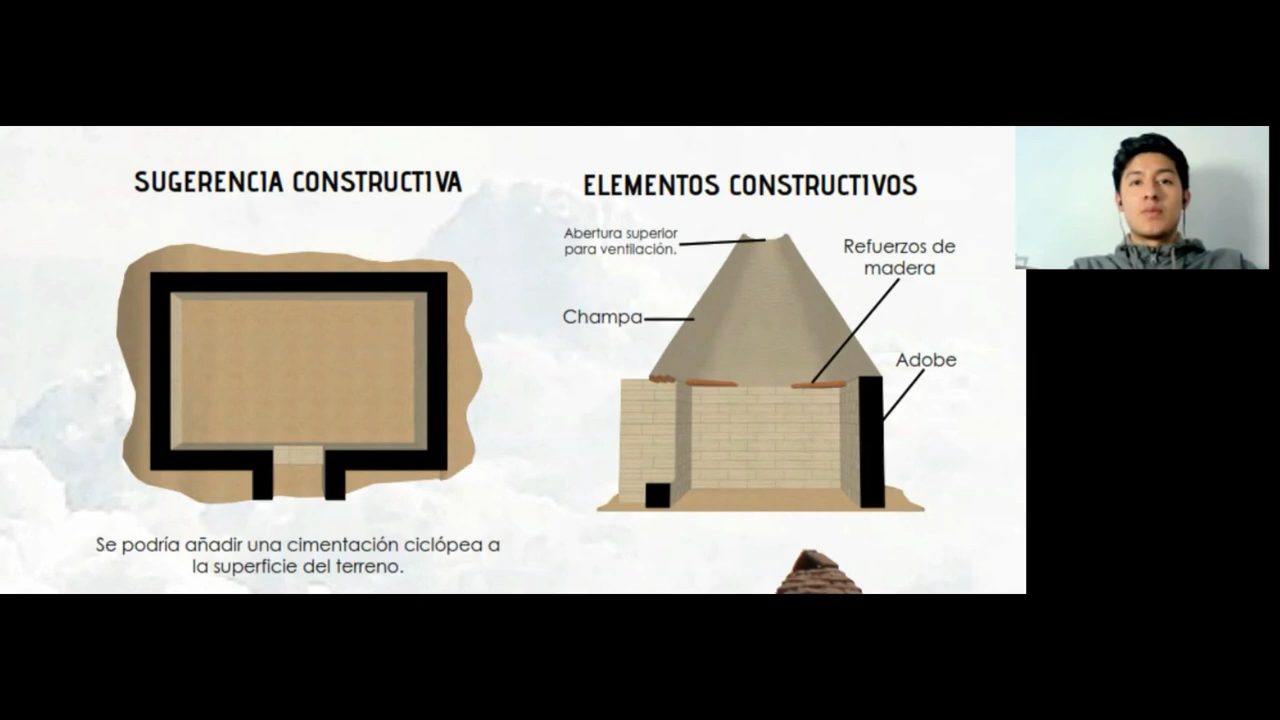 SUGERENCIA CONSTRUCTIVA
Se podría añadir una cimentación ciclópea a
la superficie del terreno.
ELEMENTOS CONSTRUCTIVOS
Abertura superior
para ventilación.
Refuerzos de
madera
Champa
Adobe